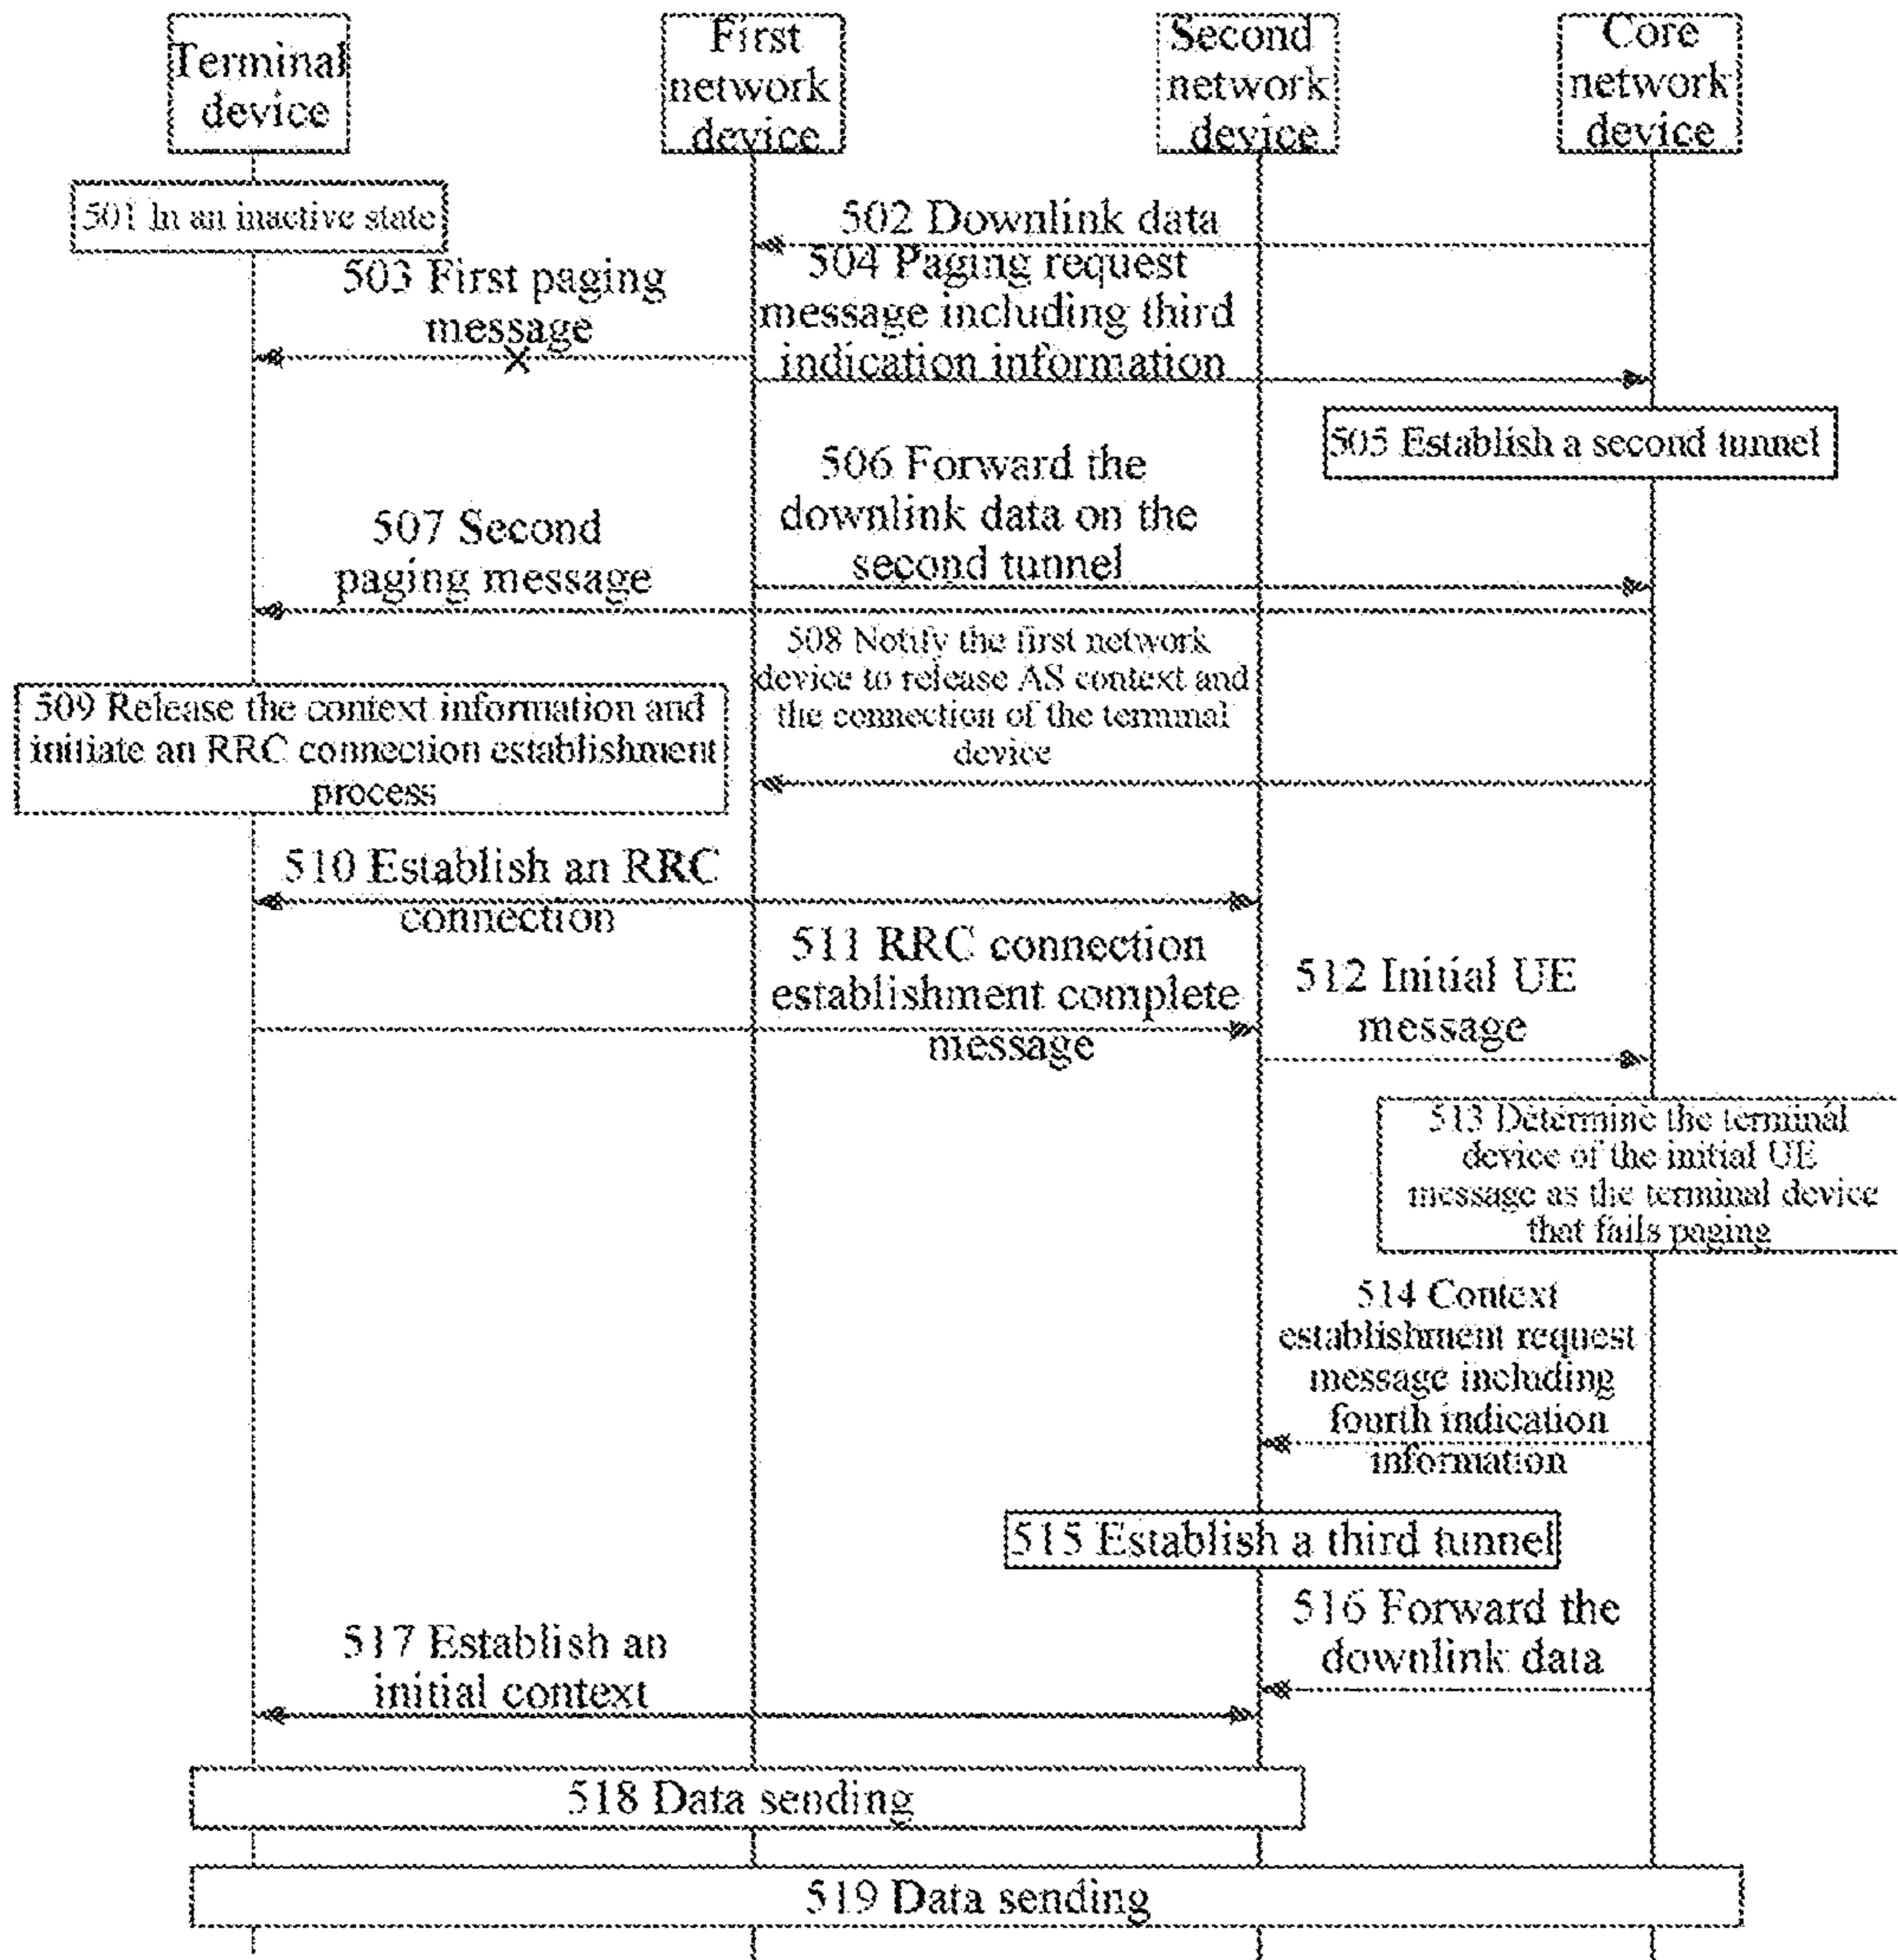 Terminal
device
First
network
device
Second
network
device
Core
network
device
501 In an inactive state
502 Downlink data
503 First paging
message
504 Paging request
message including third
indication information
505 Establish a second tunnel
506 Forward the
downlink data on the
second tunnel
507 Second
paging message
508 Notify the first network
device to release AS context and
the connection of the terminal
device
509 Release the context information and
initiate an RRC connection establishment
process
510 Establish an RRC
connection
511 RRC connection
establishment complete
message
512 Initial UE
message
513 Determine the terminal
device of the initial UE
message as the terminal device
that fails paging
514 Context
establishment request
message including
fourth indication
information
515 Establish a third tunnel
516 Forward the
downlink data
517 Establish an
initial context
518 Data sending
519 Data sending